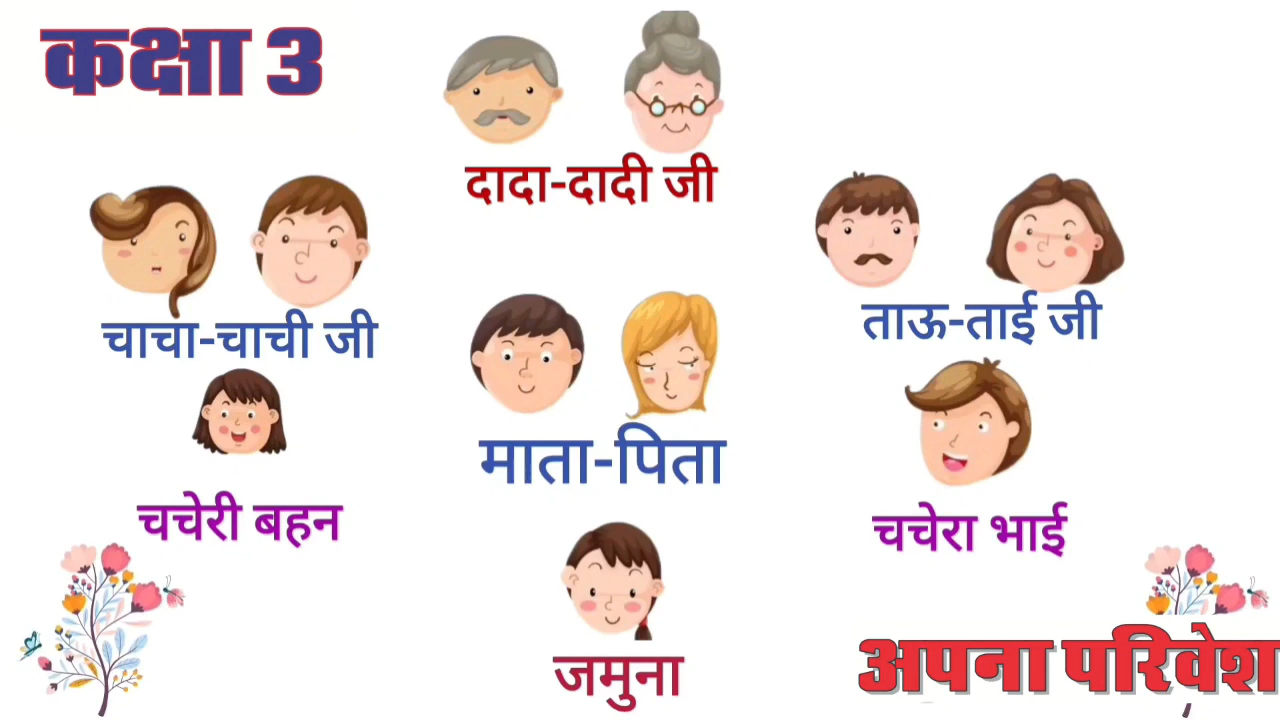 कक्षा 3
दादा-दादी जी
चाचा-चाची जी
ताऊ-ताई जी
माता-पिता
चचेरी बहन
चचेरा भाई
जमुना
अपना परिवेश